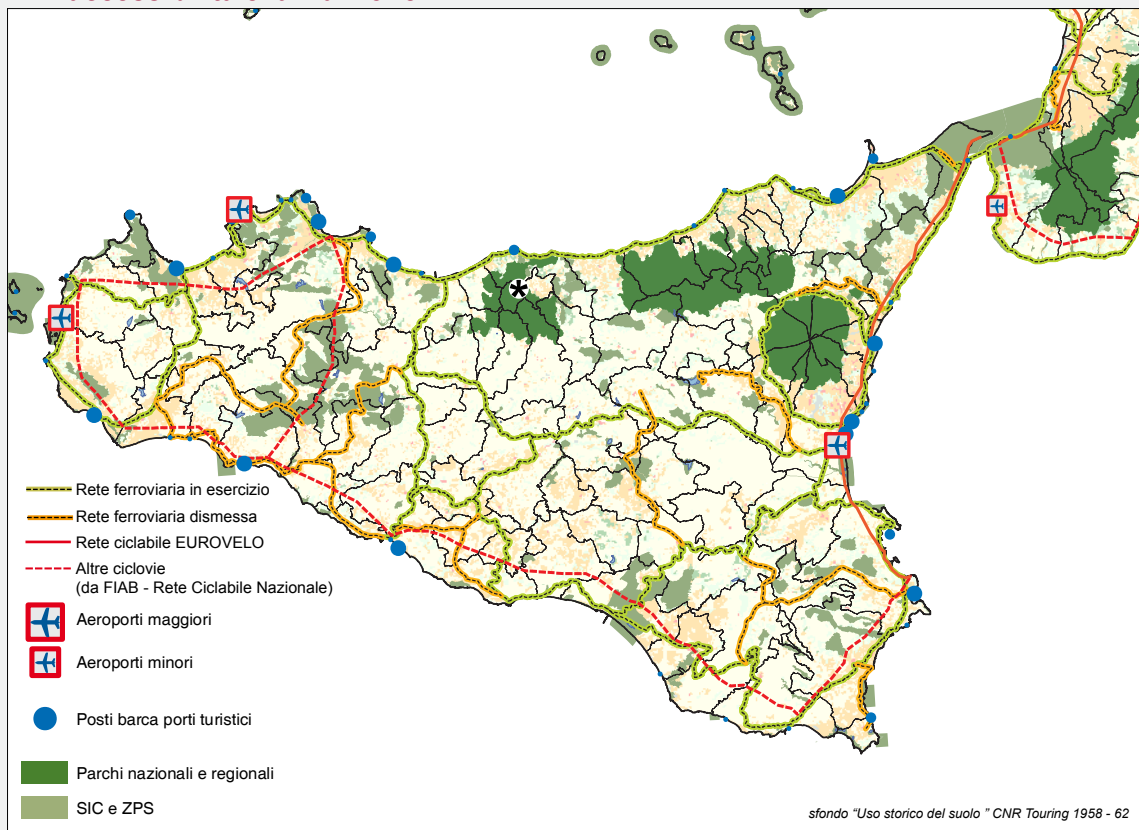 Rete ferroviaria in esercizio
Rete ferroviaria dismessa
Rete ciclabile EUROVELO
Altre ciclovie
(da FIAB - Rete Ciclabile Nazionale)
Aeroporti maggiori
Aeroporti minori
Posti barca porti turistici
Parchi nazionali e regionali
SIC e ZPS
sfondo “Uso storico del suolo ” CNR Touring 1958 - 62
*